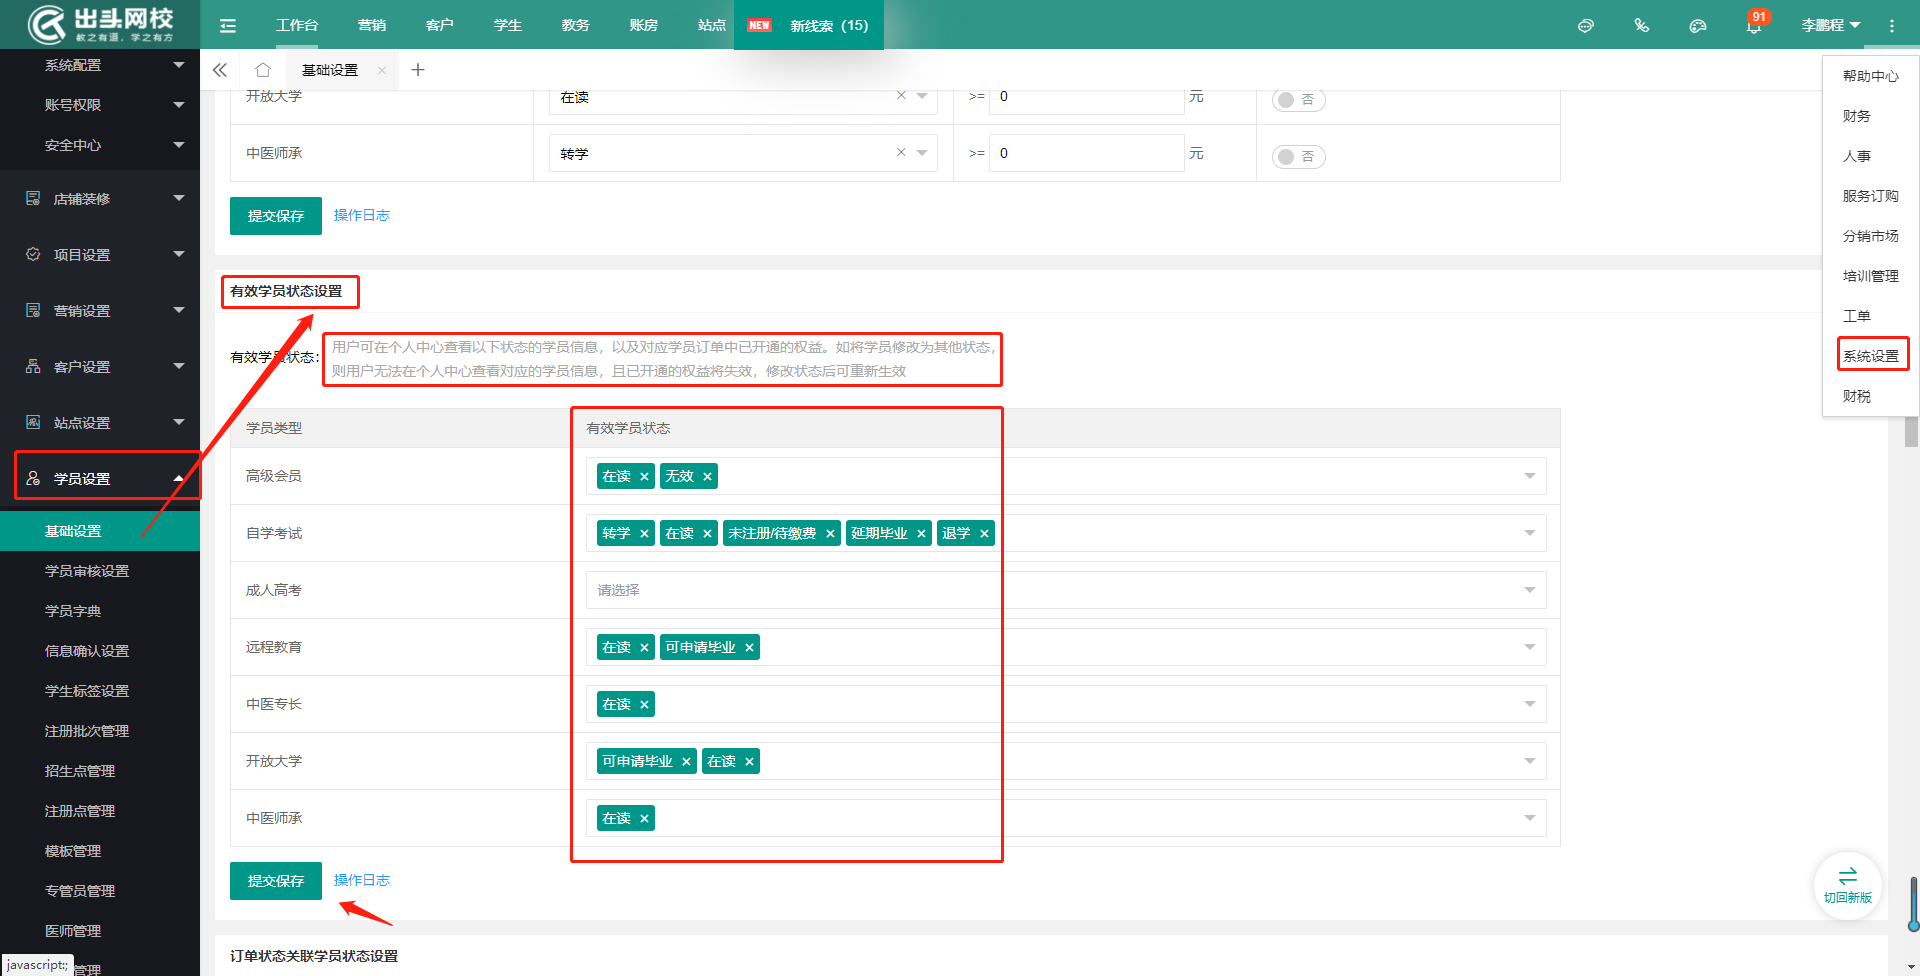 出头网校
教之有道，学之有方
工作台
营销
客户
学生
教务
账房
站点
NEW
新线索（15）
91
李鹏程
系统配置
账号权限
安全中心
店铺装修
项目设置
营销设置
客户设置
站点设置
学员设置
基础设置
学员审核设置
学员字典
信息确认设置
学生标签设置
注册批次管理
招生点管理
注册点管理
模板管理
专管员管理
医师管理
管理
javascript:;
基础设置
开放大学
在读
>= 0 元
否
中医师承
转学
>= 0 元
否
提交保存
操作日志
有效学员状态设置
有效学员状态：
用户可在个人中心查看以下状态的学员信息，以及对应学员订单中已开通的权益。如将学员修改为其他状态，
则用户无法在个人中心查看对应的学员信息，且已开通的权益将失效，修改状态后可重新生效
学员类型 有效学员状态
高级会员 在读 × 无效 ×
自学考试 转学 × 在读 × 未注册/待缴费 × 延期毕业 × 退学 ×
成人高考 请选择
远程教育 在读 × 可申请毕业 ×
中医专长 在读 ×
开放大学 可申请毕业 × 在读 ×
中医师承 在读 ×
提交保存
操作日志
订单状态关联学员状态设置
帮助中心
财务
人事
服务订购
分销市场
培训管理
工单
系统设置
财税
切回新版